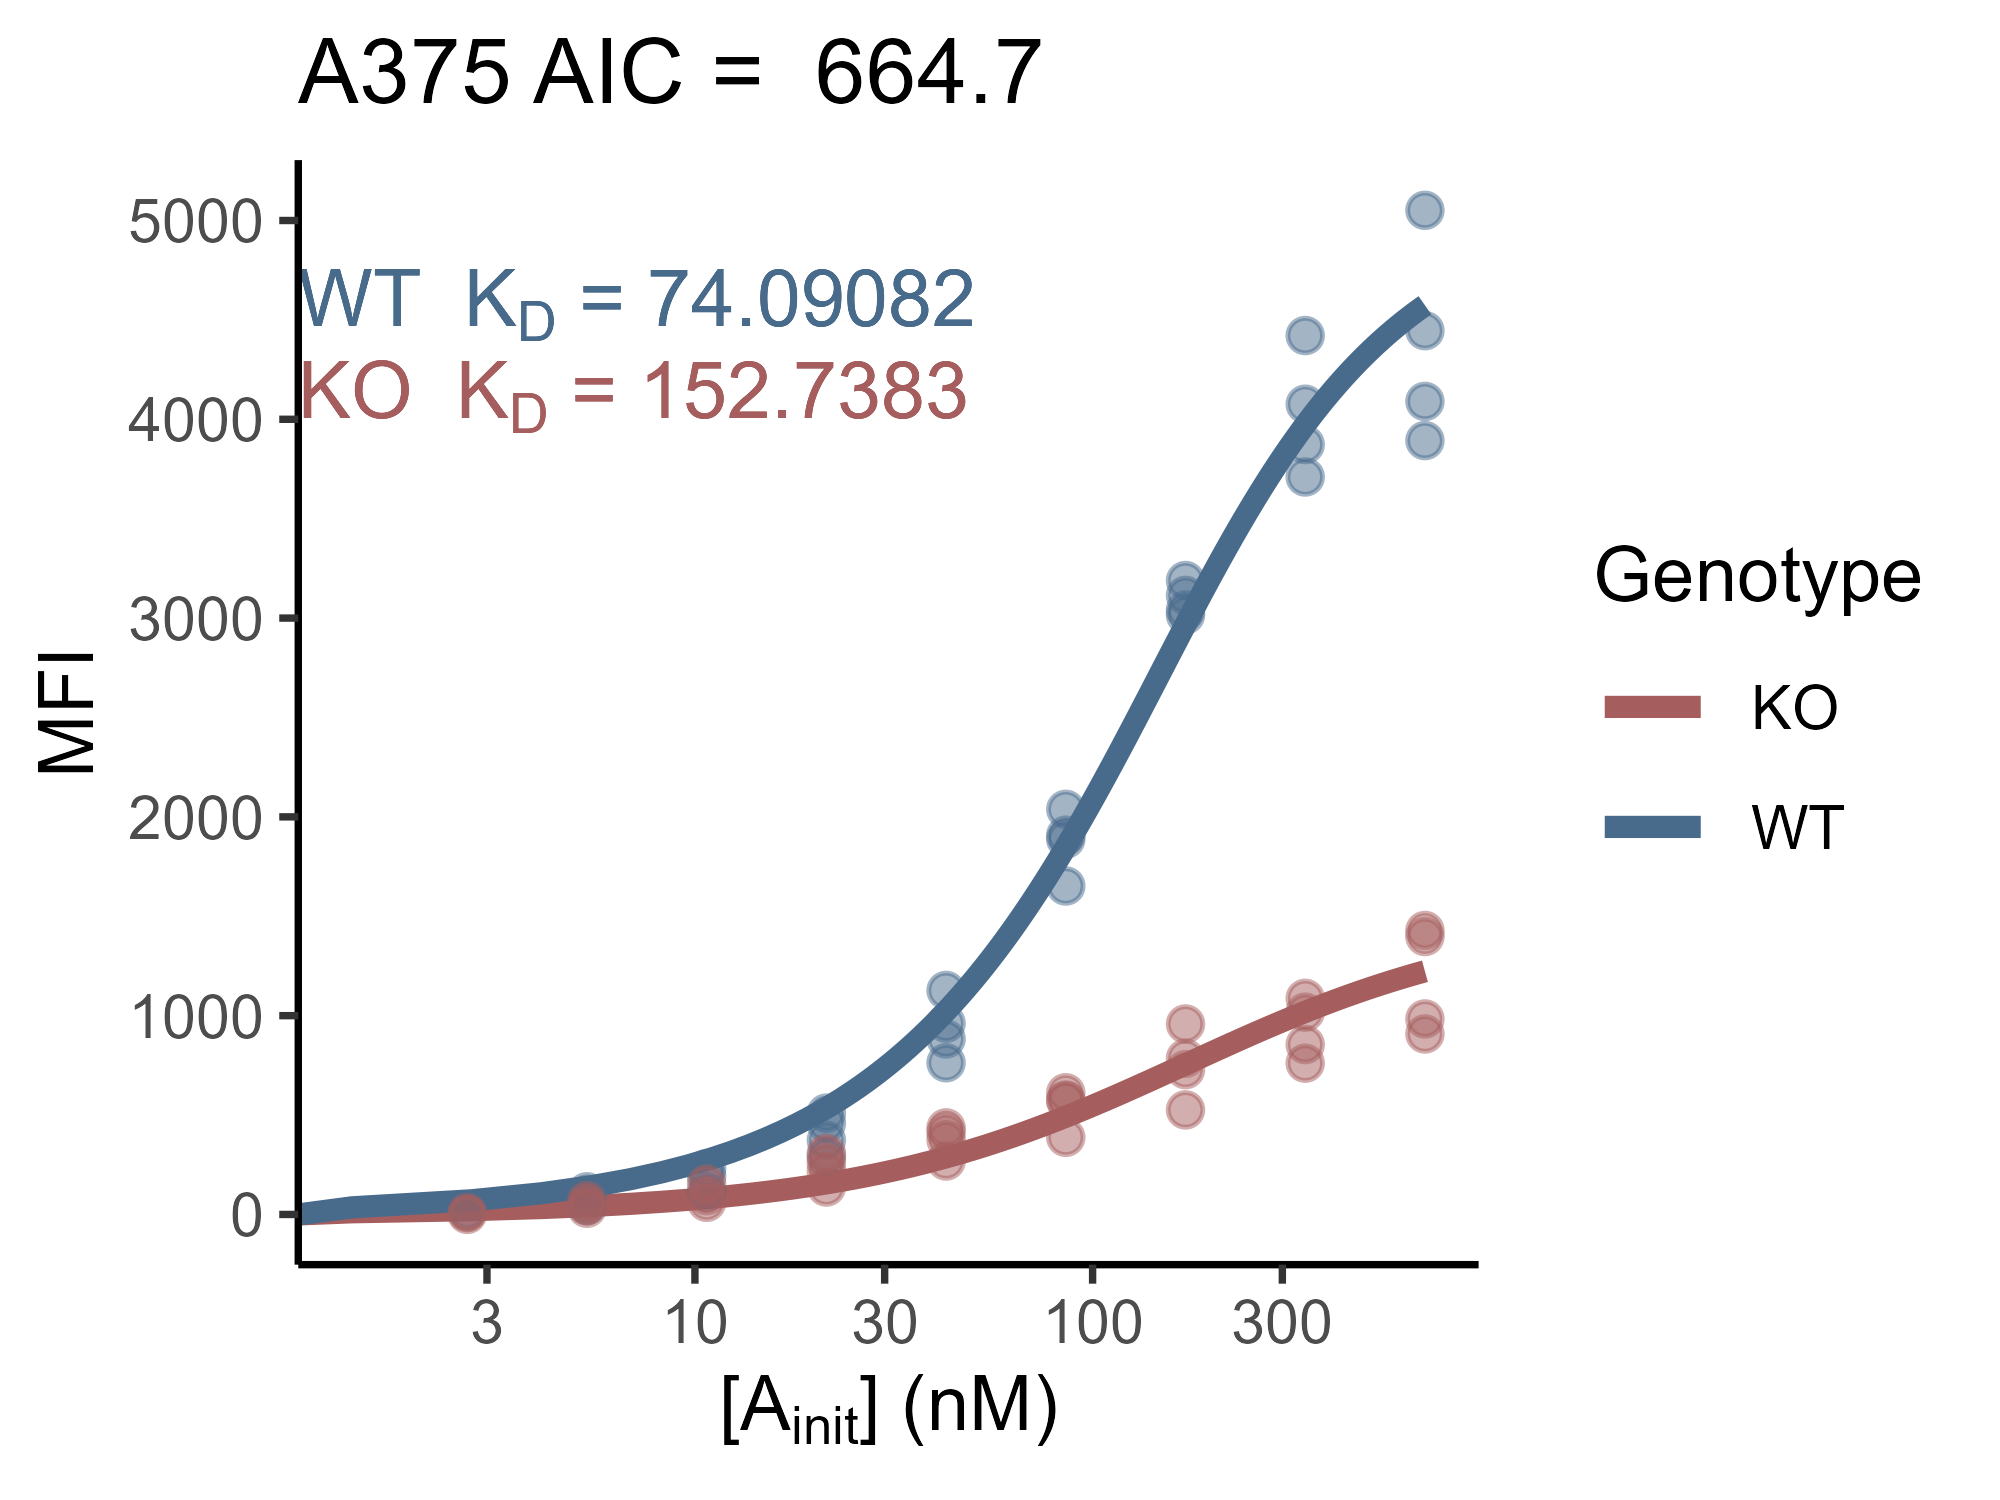 A375 AIC =  664.7
5000
4000
3000
2000
1000
0
MFI
WT  K_D = 74.09082
KO  K_D = 152.7383
3 10 30 100 300
[A_init] (nM)
Genotype
KO
WT